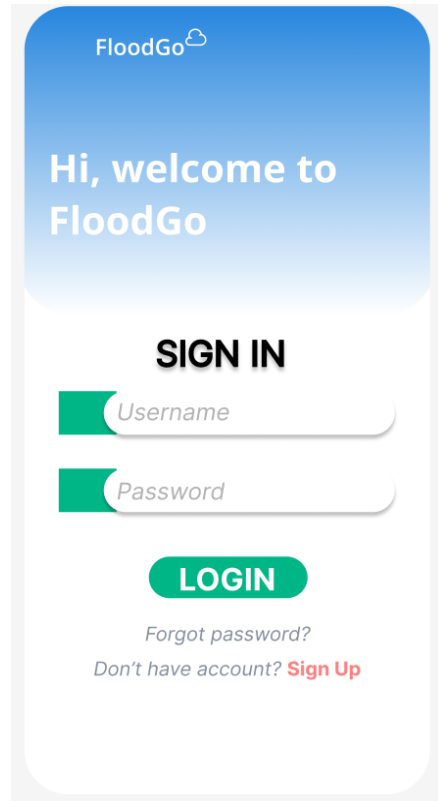 FloodGo
Hi, welcome to
FloodGo
SIGN IN
Username
Password
LOGIN
Forgot password?
Don't have account? Sign Up